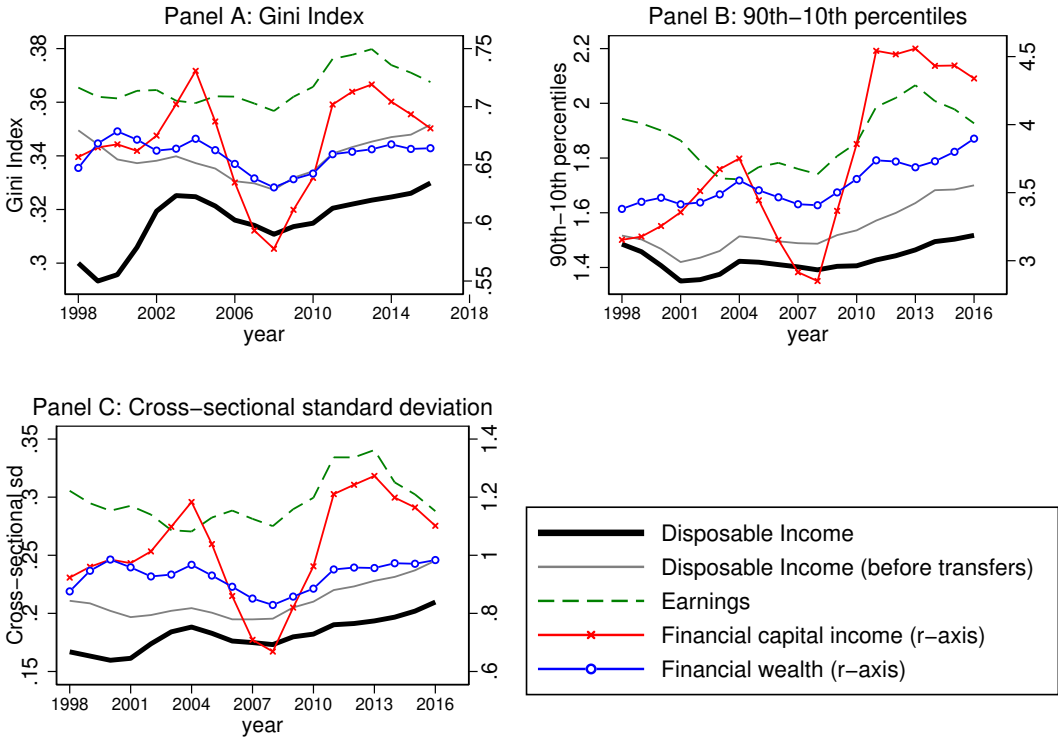 Panel A: Gini Index
Gini Index
.38
.36
.34
.32
.3
.75
.7
.65
.6
.55
1998 2002 2006 2010 2014 2018
year
Panel B: 90th−10th percentiles
90th−10th percentiles
2.2
2
1.8
1.6
1.4
4.5
4
3.5
3
1998 2001 2004 2007 2010 2013 2016
year
Panel C: Cross−sectional standard deviation
Cross−sectional sd
.35
.3
.25
.2
.15
1.4
1.2
1
.8
.6
1998 2001 2004 2007 2010 2013 2016
year
Disposable Income
Disposable Income (before transfers)
Earnings
Financial capital income (r−axis)
Financial wealth (r−axis)